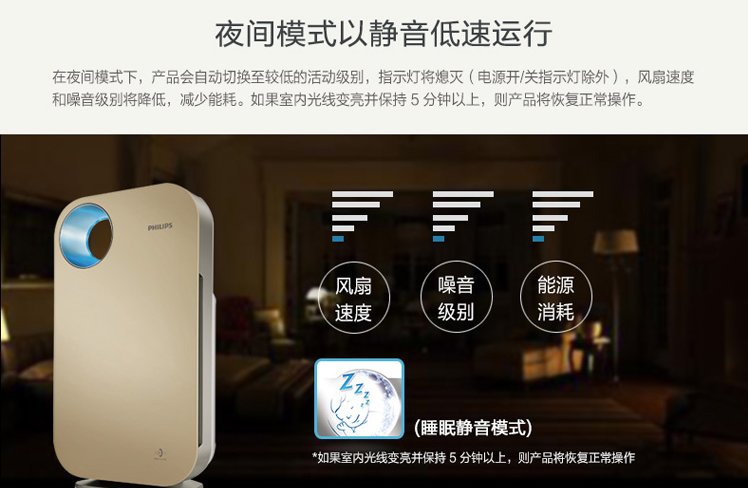 夜间模式以静音低速运行
在夜间模式下，产品会自动切换至较低的活动级别，指示灯将熄灭（电源开/关指示灯除外），风扇速度
和噪音级别将降低，减少能耗。如果室内光线变亮并保持 5 分钟以上，则产品将恢复正常操作。
PHILIPS
风扇
速度
噪音
级别
能源
消耗
Z Z Z Z Z
(睡眠静音模式)
*如果室内光线变亮并保持 5 分钟以上，则产品将恢复正常操作